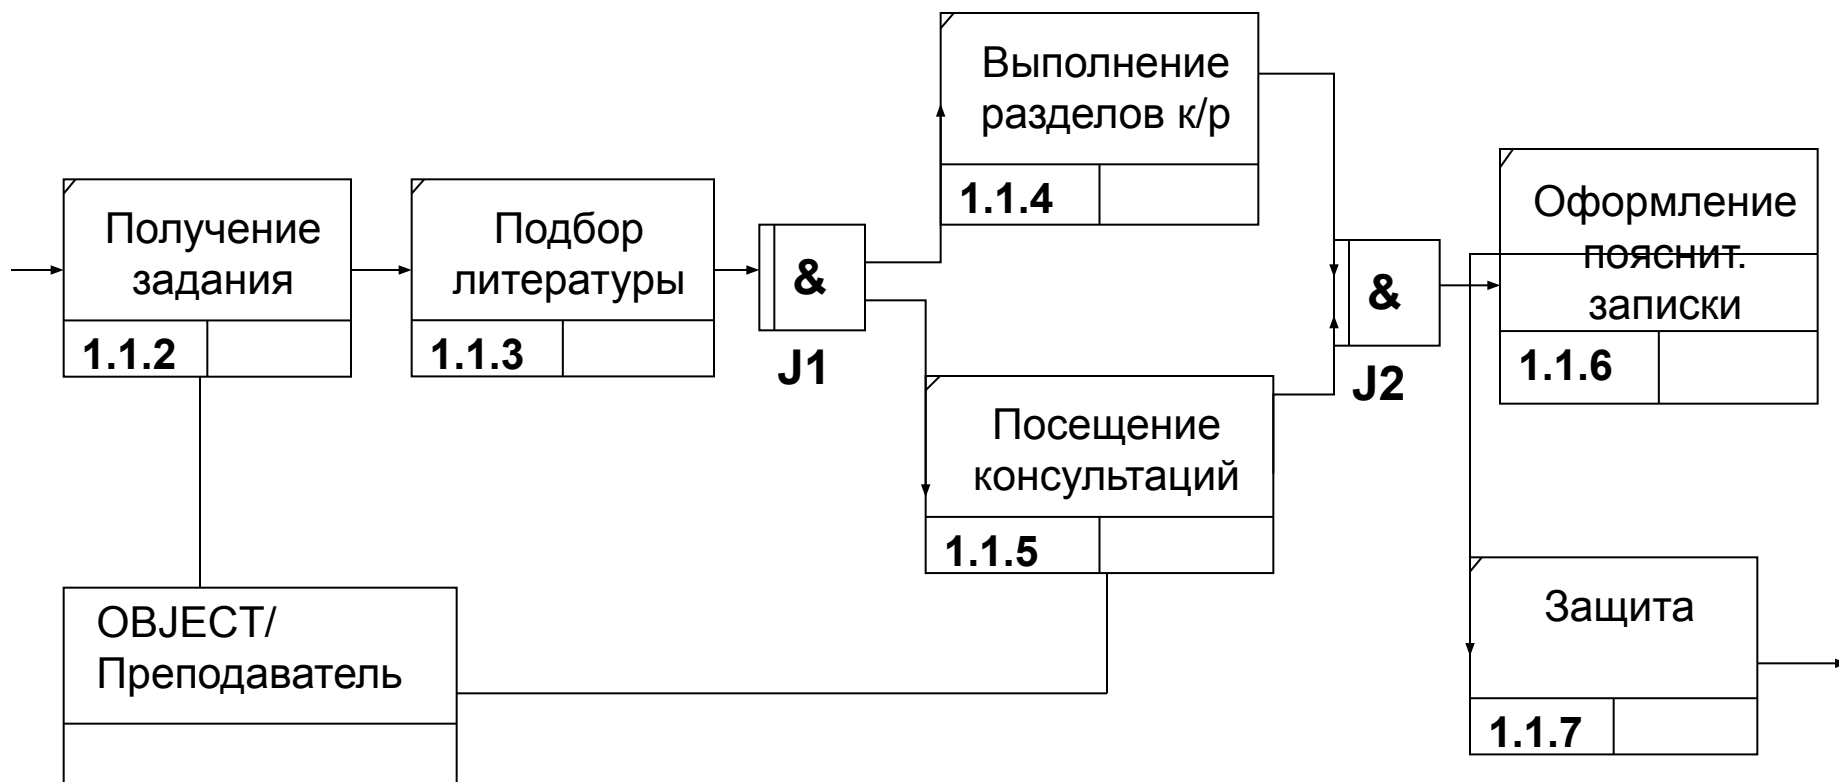 Получение
задания
1.1.2
Подбор
литературы
1.1.3
&
J1
Выполнение
разделов к/р
1.1.4
Посещение
консультаций
1.1.5
&
J2
Оформление
пояснит.
записки
1.1.6
Защита
1.1.7
OBJECT/
Преподаватель